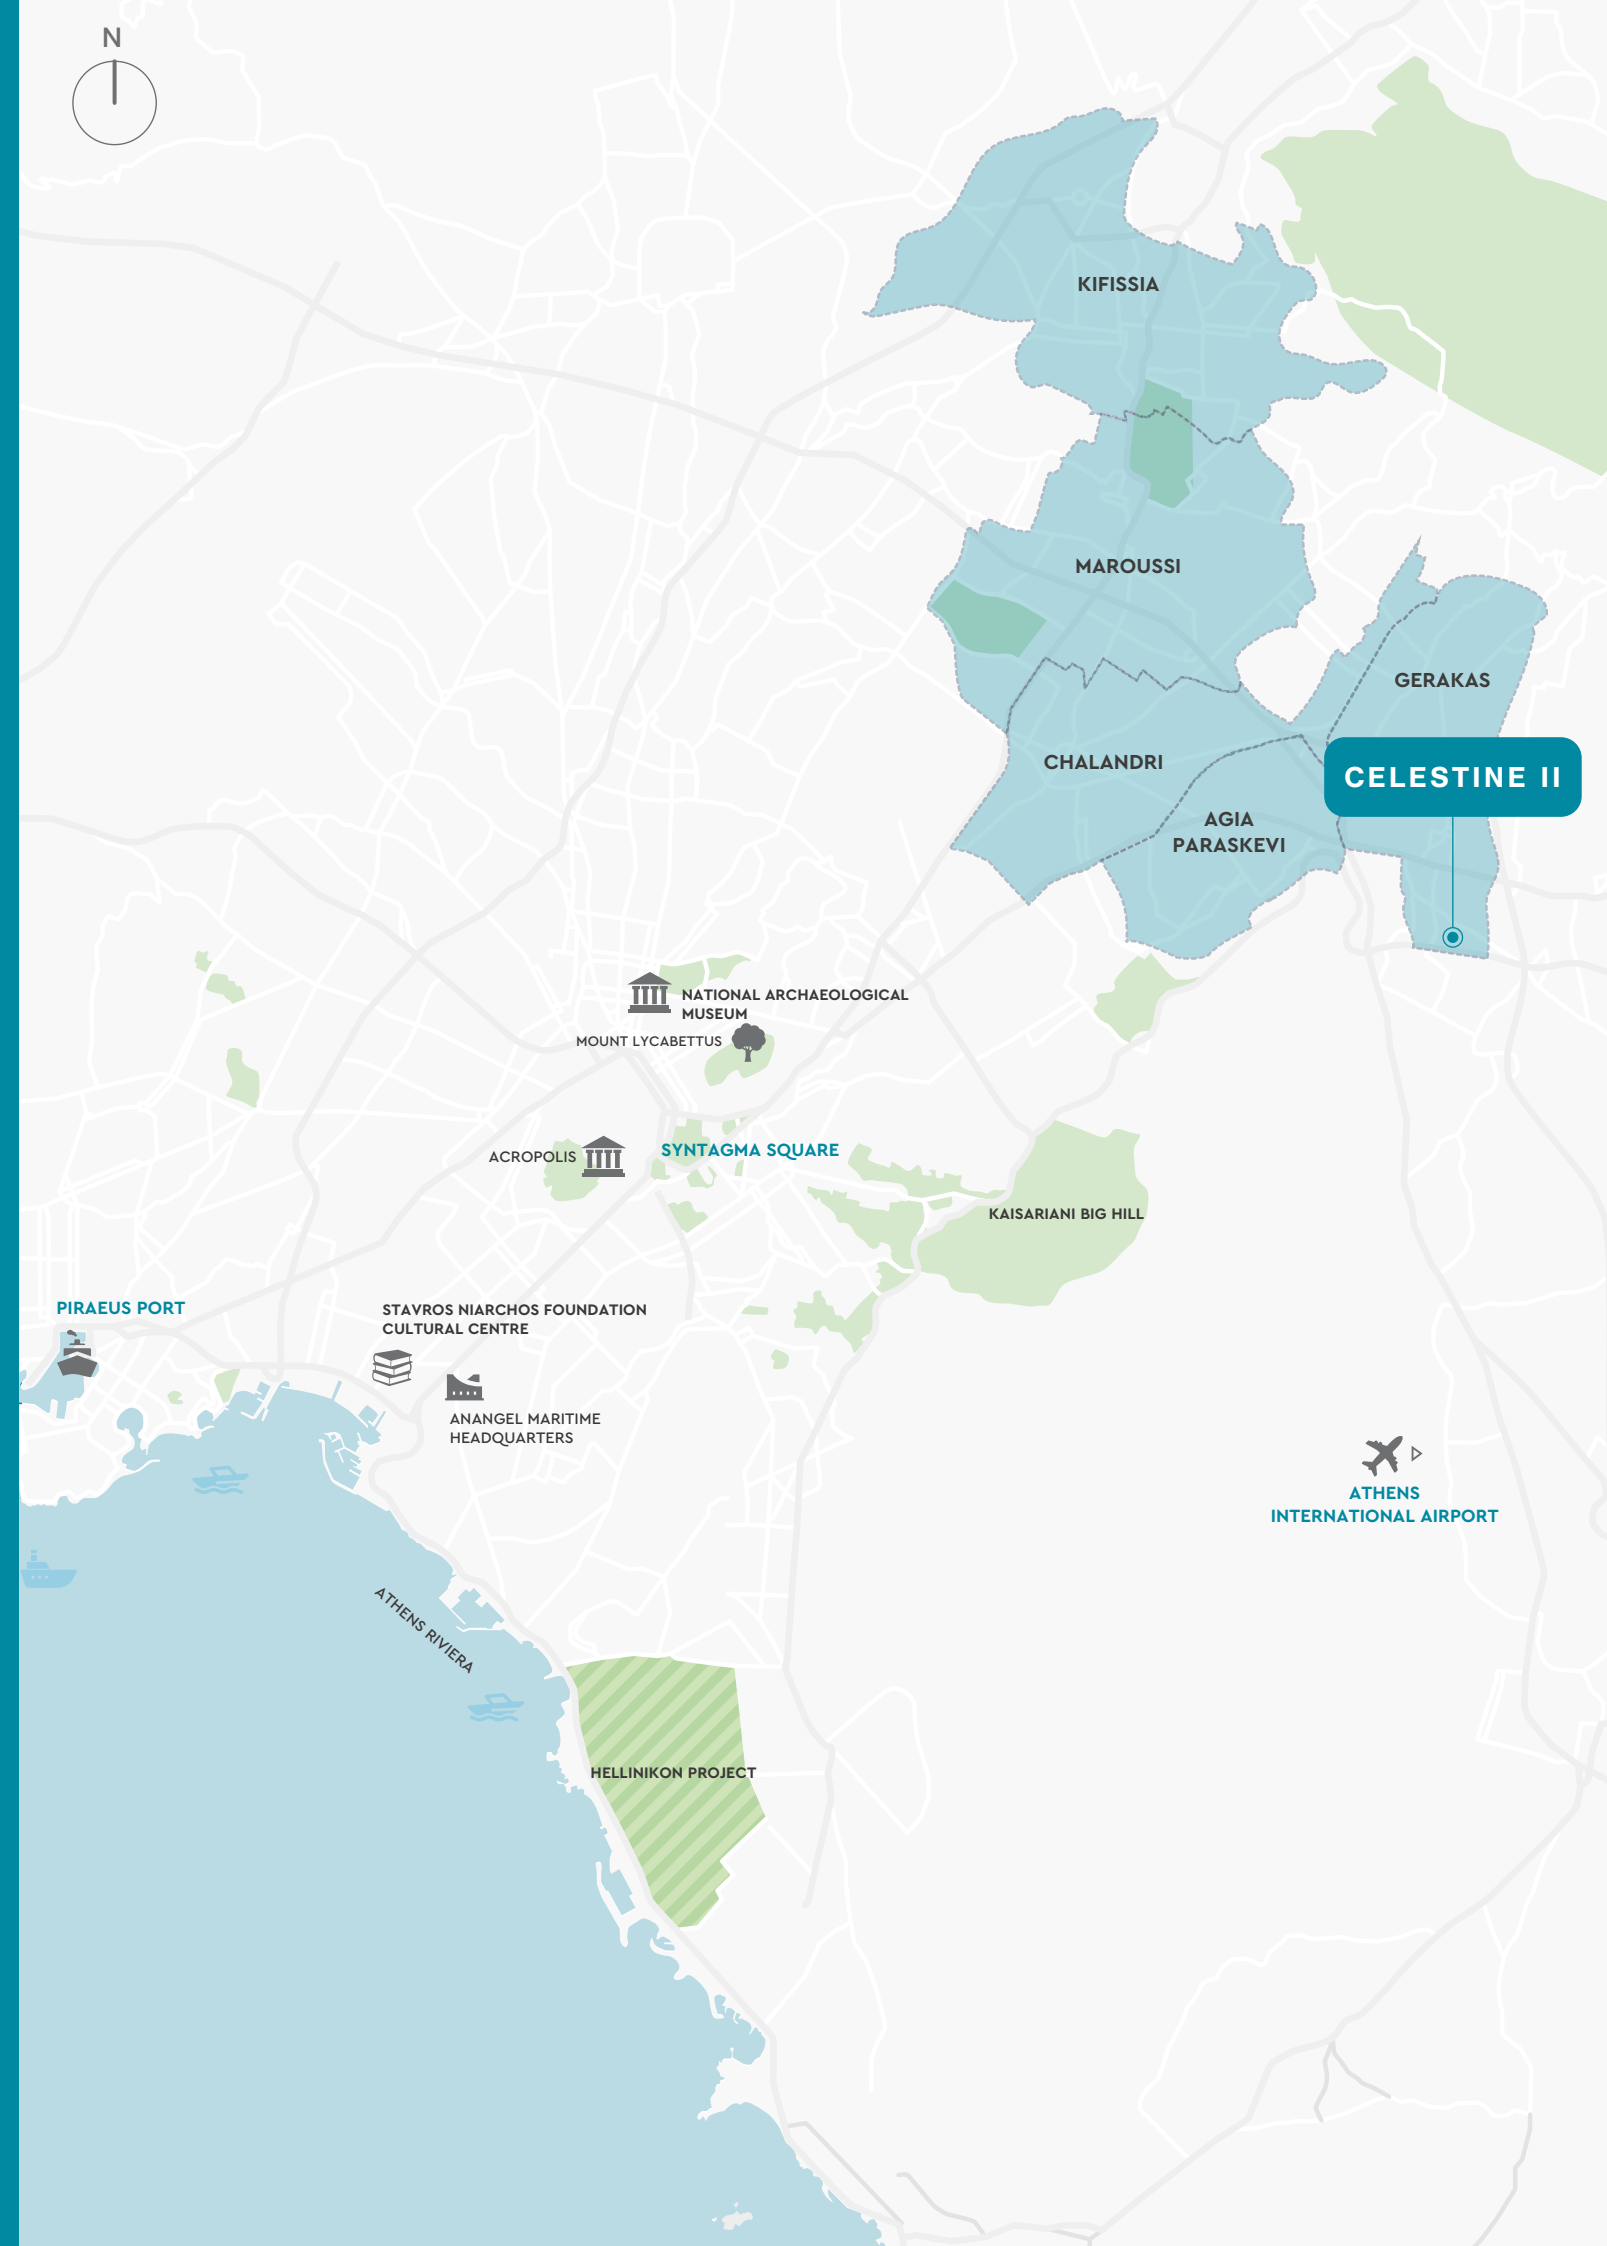 N
KIFISSIA
MAROUSSI
GERAKAS
CHALANDRI
CELESTINE II
AGIA
PARASKEVI
NATIONAL ARCHAEOLOGICAL
MUSEUM
MOUNT LYCABETTUS
ACROPOLIS
SYNTAGMA SQUARE
KAISARIANI BIG HILL
PIRAEUS PORT
STAVROS NIARCHOS FOUNDATION
CULTURAL CENTRE
ANANGEL MARITIME
HEADQUARTERS
ATHENS
INTERNATIONAL AIRPORT
ATHENS RIVIERA
HELLINIKON PROJECT